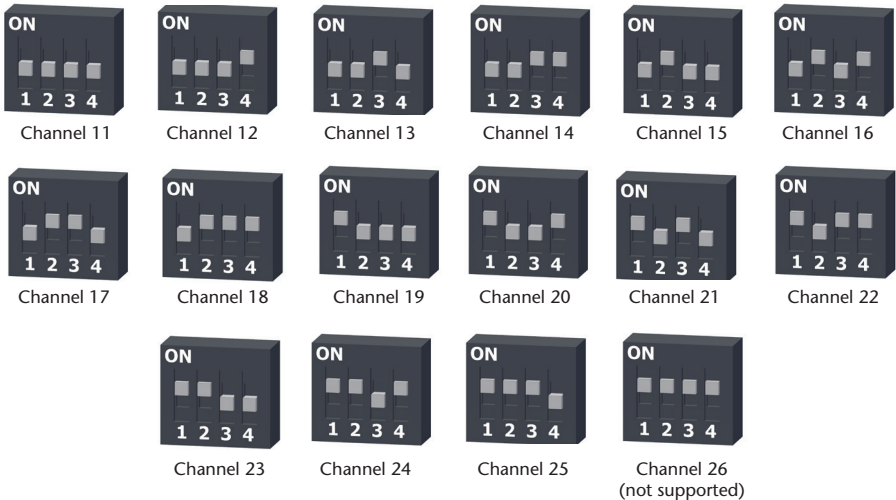 ON ON ON ON ON ON
1 2 3 4 1 2 3 4 1 2 3 4 1 2 3 4 1 2 3 4 1 2 3 4
Channel 11 Channel 12 Channel 13 Channel 14 Channel 15 Channel 16
ON ON ON ON ON ON
1 2 3 4 1 2 3 4 1 2 3 4 1 2 3 4 1 2 3 4 1 2 3 4
Channel 17 Channel 18 Channel 19 Channel 20 Channel 21 Channel 22
ON ON ON ON
1 2 3 4 1 2 3 4 1 2 3 4 1 2 3 4
Channel 23 Channel 24 Channel 25 Channel 26
(not supported)